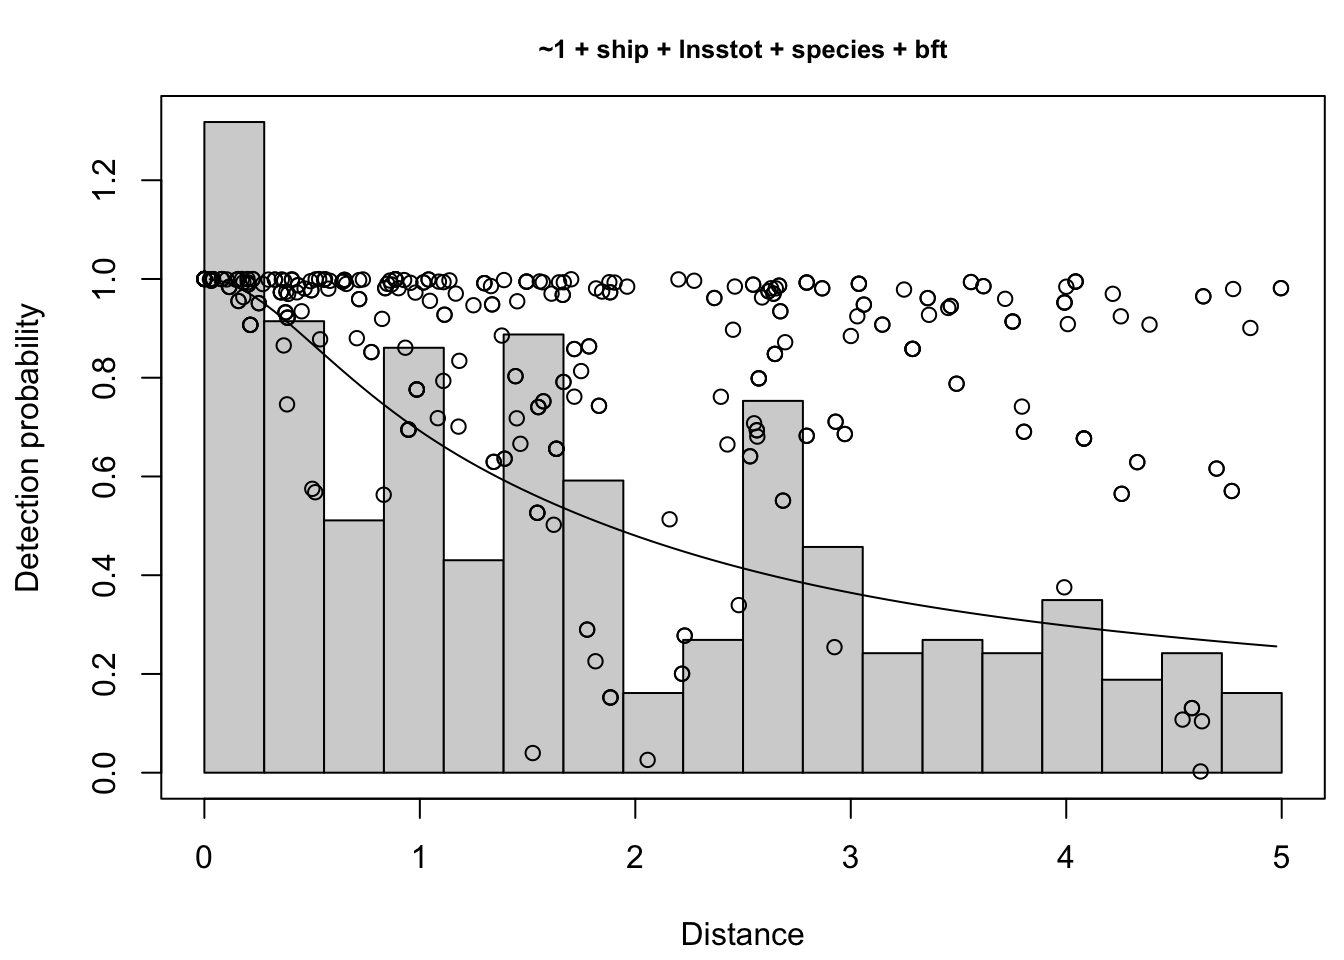 ~1 + ship + lnsstot + species + bft
Detection probability
1.2
1.0
0.8
0.6
0.4
0.2
0.0
0 1 2 3 4 5
Distance